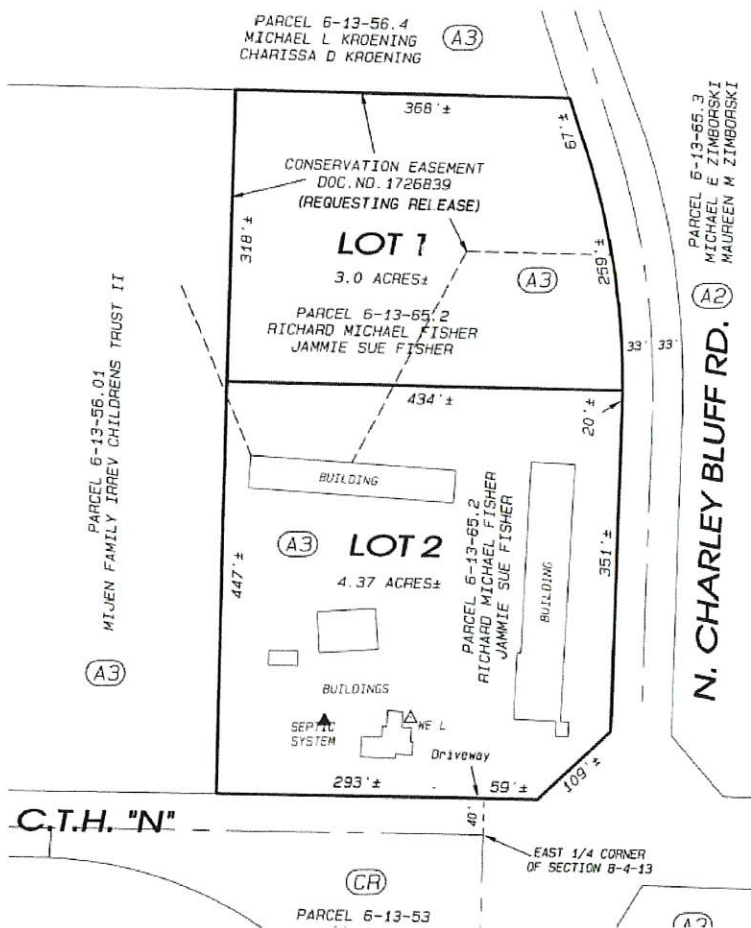 PARCEL 6-13-56.4
MICHAEL L KROENING
CHARISSA D KROENING
A3
368'±
67'±
CONSERVATION EASEMENT
DOC.NO.1726839
(REQUESTING RELEASE)
318'±
LOT 1
3.0 ACRES±
A3
259'±
PARCEL 6-13-65.2
RICHARD MICHAEL FISHER
JAMMIE SUE FISHER
PARCEL 6-13-65.3
MICHAEL E ZIMBORSKI
MAUREEN M ZIMBORSKI
A2
33'
33'
N. CHARLEY BLUFF RD.
PARCEL 6-13-56.01
MIJEN FAMILY IRREV CHILDRENS TRUST II
A3
434'±
20'±
BUILDING
A3
LOT 2
4.37 ACRES±
447'±
PARCEL 6-13-65.2
RICHARD MICHAEL FISHER
JAMMIE SUE FISHER
BUILDING
351'±
BUILDINGS
SEPTIC
SYSTEM
WE L
Driveway
293'±
59'±
109'±
C.T.H. "N"
40'
EAST 1/4 CORNER
OF SECTION 8-4-13
CR
PARCEL 6-13-53